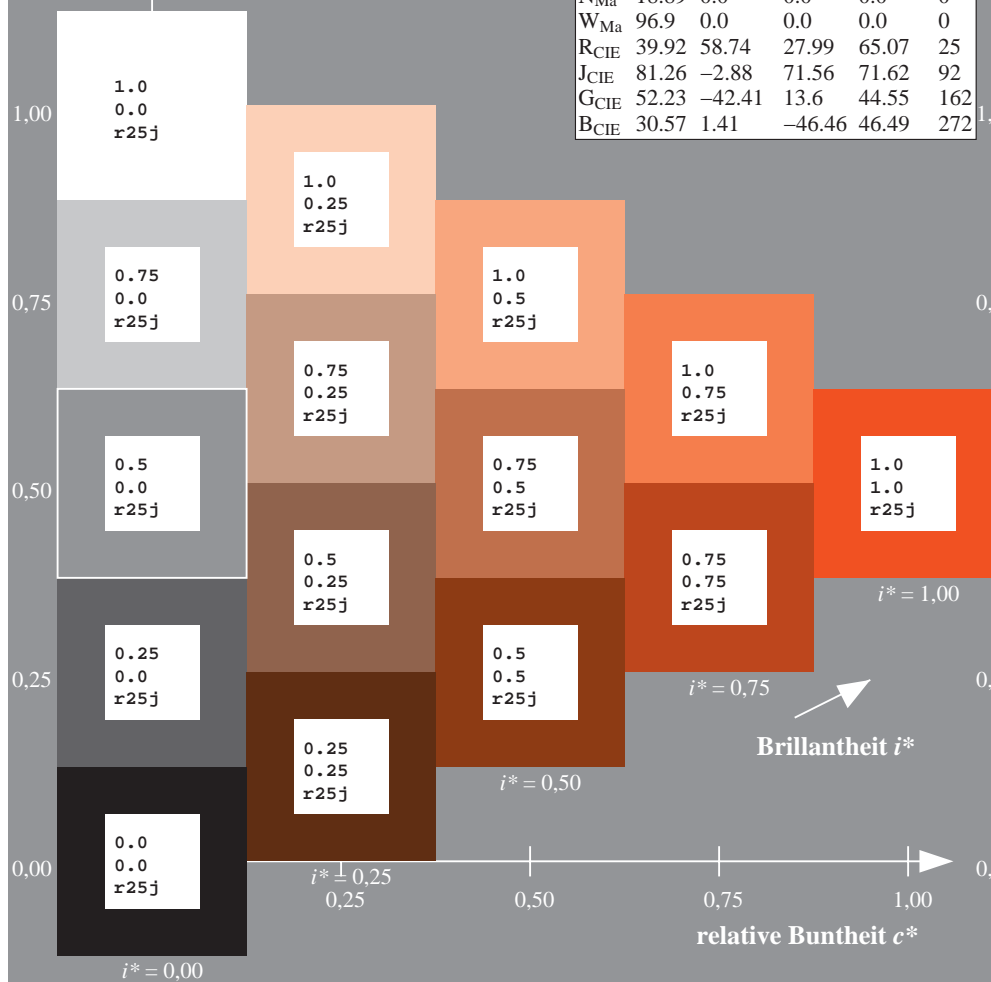 W_Ma 96.9 0.0 0.0 0.0 0
R_CIE 39.92 58.74 27.99 65.07 25
J_CIE 81.26 −2.88 71.56 71.62 92
G_CIE 52.23 −42.41 13.6 44.55 162
B_CIE 30.57 1.41 −46.46 46.49 272
1,00
0,75
0,50
0,25
0,00
1.0
0.0
r25j
0.75
0.0
r25j
0.5
0.0
r25j
0.25
0.0
r25j
0.0
0.0
r25j
i* = 0,00
1.0
0.25
r25j
0.75
0.25
r25j
0.5
0.25
r25j
0.25
0.25
r25j
i* = 0,25
1.0
0.5
r25j
0.75
0.5
r25j
0.5
0.5
r25j
i* = 0,50
1.0
0.75
r25j
0.75
0.75
r25j
i* = 0,75
1.0
1.0
r25j
i* = 1,00
Brillantheit i*
0,25 0,50 0,75 1,00
relative Buntheit c*